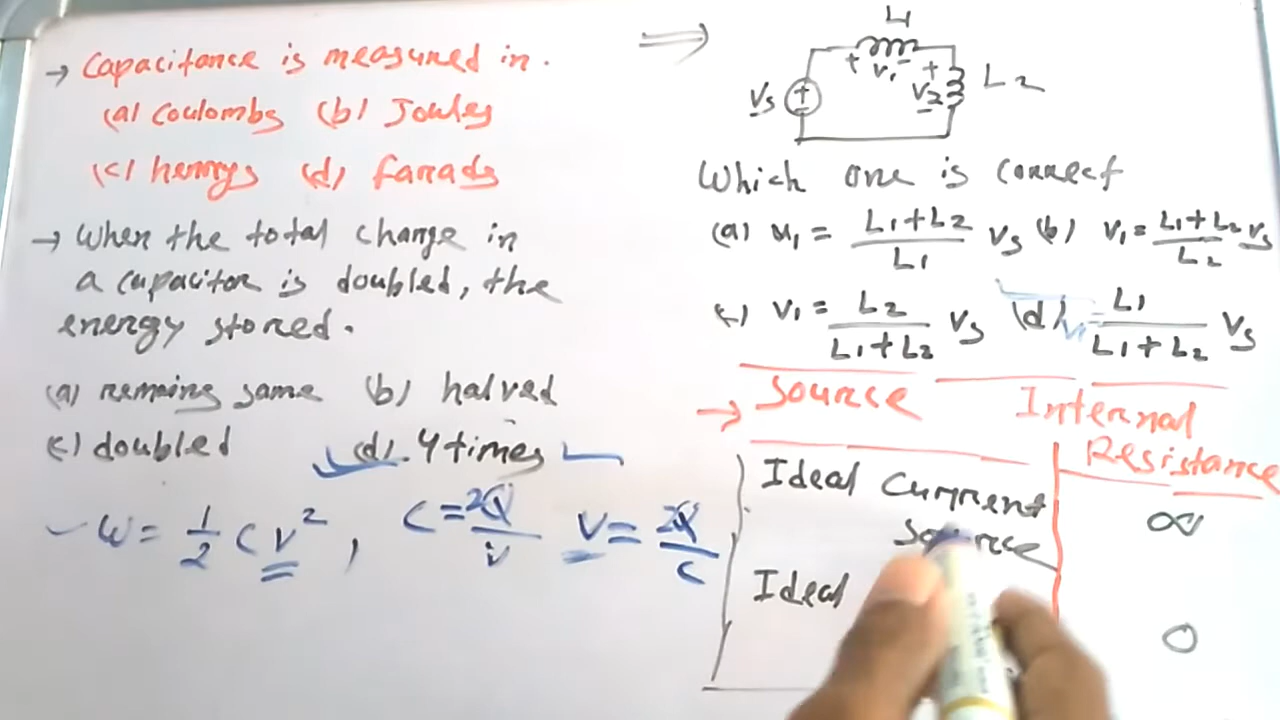 → Capacitance is measured in.
(a) Coulombs (b) Joules
(c) henrys (d) farads
→ When the total charge in
a capacitor is doubled, the
energy stored.
(a) remains same (b) halved
(c) doubled (d). 4 times
W = 1/2 C V², C = 2Q/V V = 2Q/C
⇒
L1
+ V1 -
+ V2 -
L2
Vs
Which one is correct
(a) V1 = (L1+L2)/L1 Vs (b) V1 = (L1+L2)/L2 Vs
(c) V1 = L2/(L1+L2) Vs (d) V1 = L1/(L1+L2) Vs
→ Source Internal
Resistance
Ideal Current
Source ∞
Ideal 0